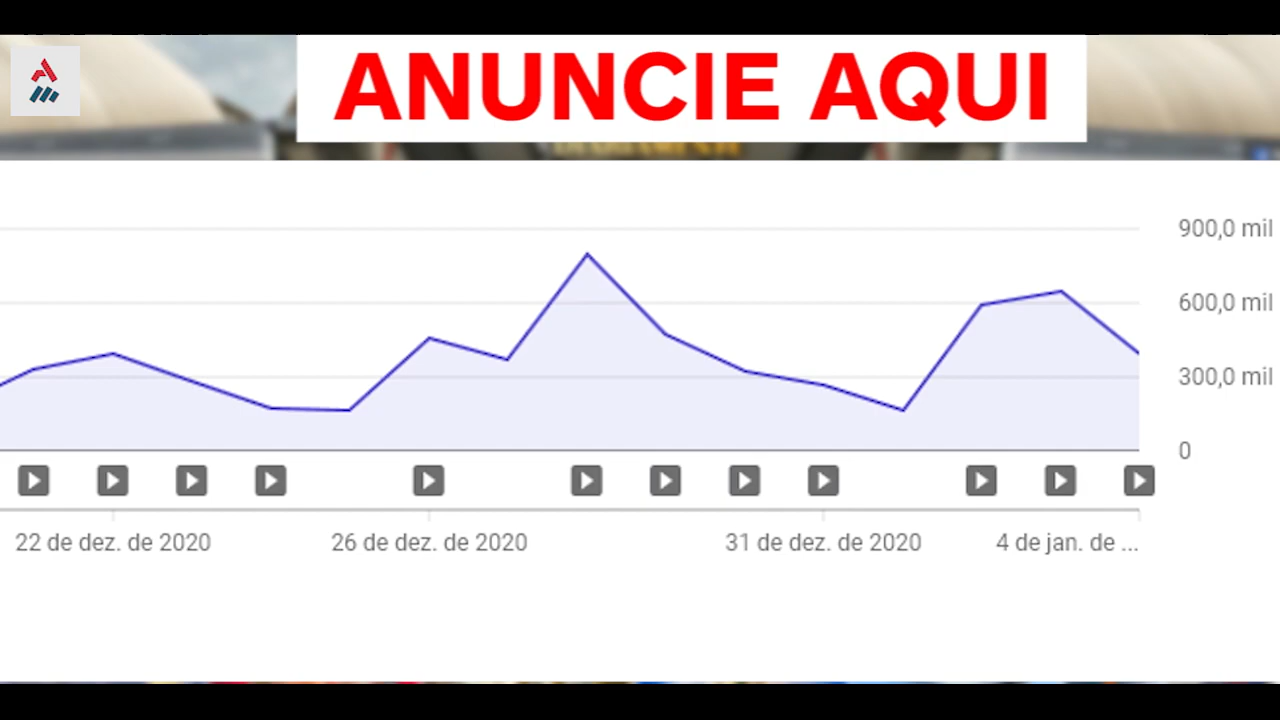 ANUNCIE AQUI
900,0 mil
600,0 mil
300,0 mil
0
22 de dez. de 2020
26 de dez. de 2020
31 de dez. de 2020
4 de jan. de ...